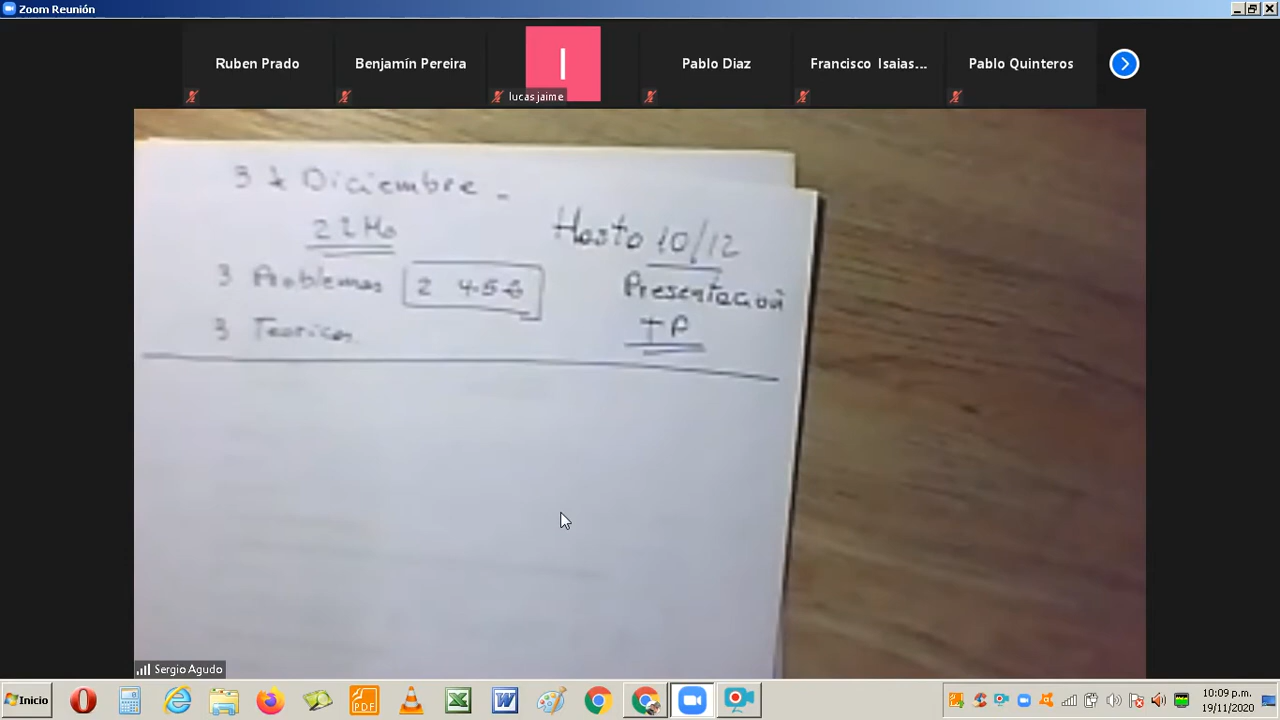 Zoom Reunión
Ruben Prado
Benjamín Pereira
l
lucas jaime
Pablo Diaz
Francisco Isaias...
Pablo Quinteros
3 de Diciembre
22 Hs
Hasta 10/12
3 Problemas 2 4-5-6
Presentación
3 Teoricos
TP
Sergio Agudo
Inicio
PDF
10:09 p.m.
19/11/2020